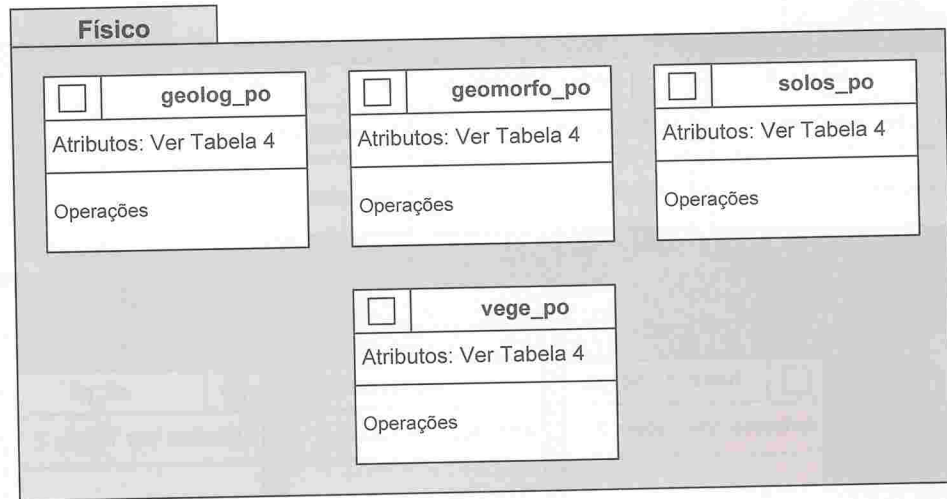 Físico
geolog_po
Atributos: Ver Tabela 4
Operações
geomorfo_po
Atributos: Ver Tabela 4
Operações
solos_po
Atributos: Ver Tabela 4
Operações
vege_po
Atributos: Ver Tabela 4
Operações